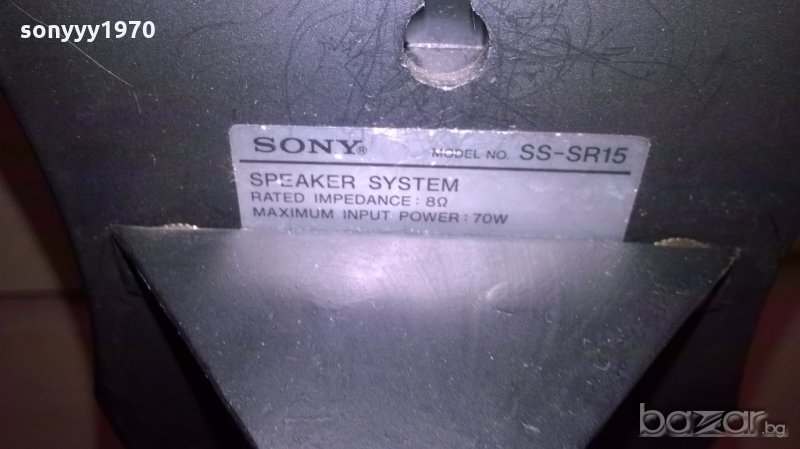 sonyyy1970
SONY® MODEL NO. SS-SR15
SPEAKER SYSTEM
RATED IMPEDANCE : 8Ω
MAXIMUM INPUT POWER : 70W
bazar.bg